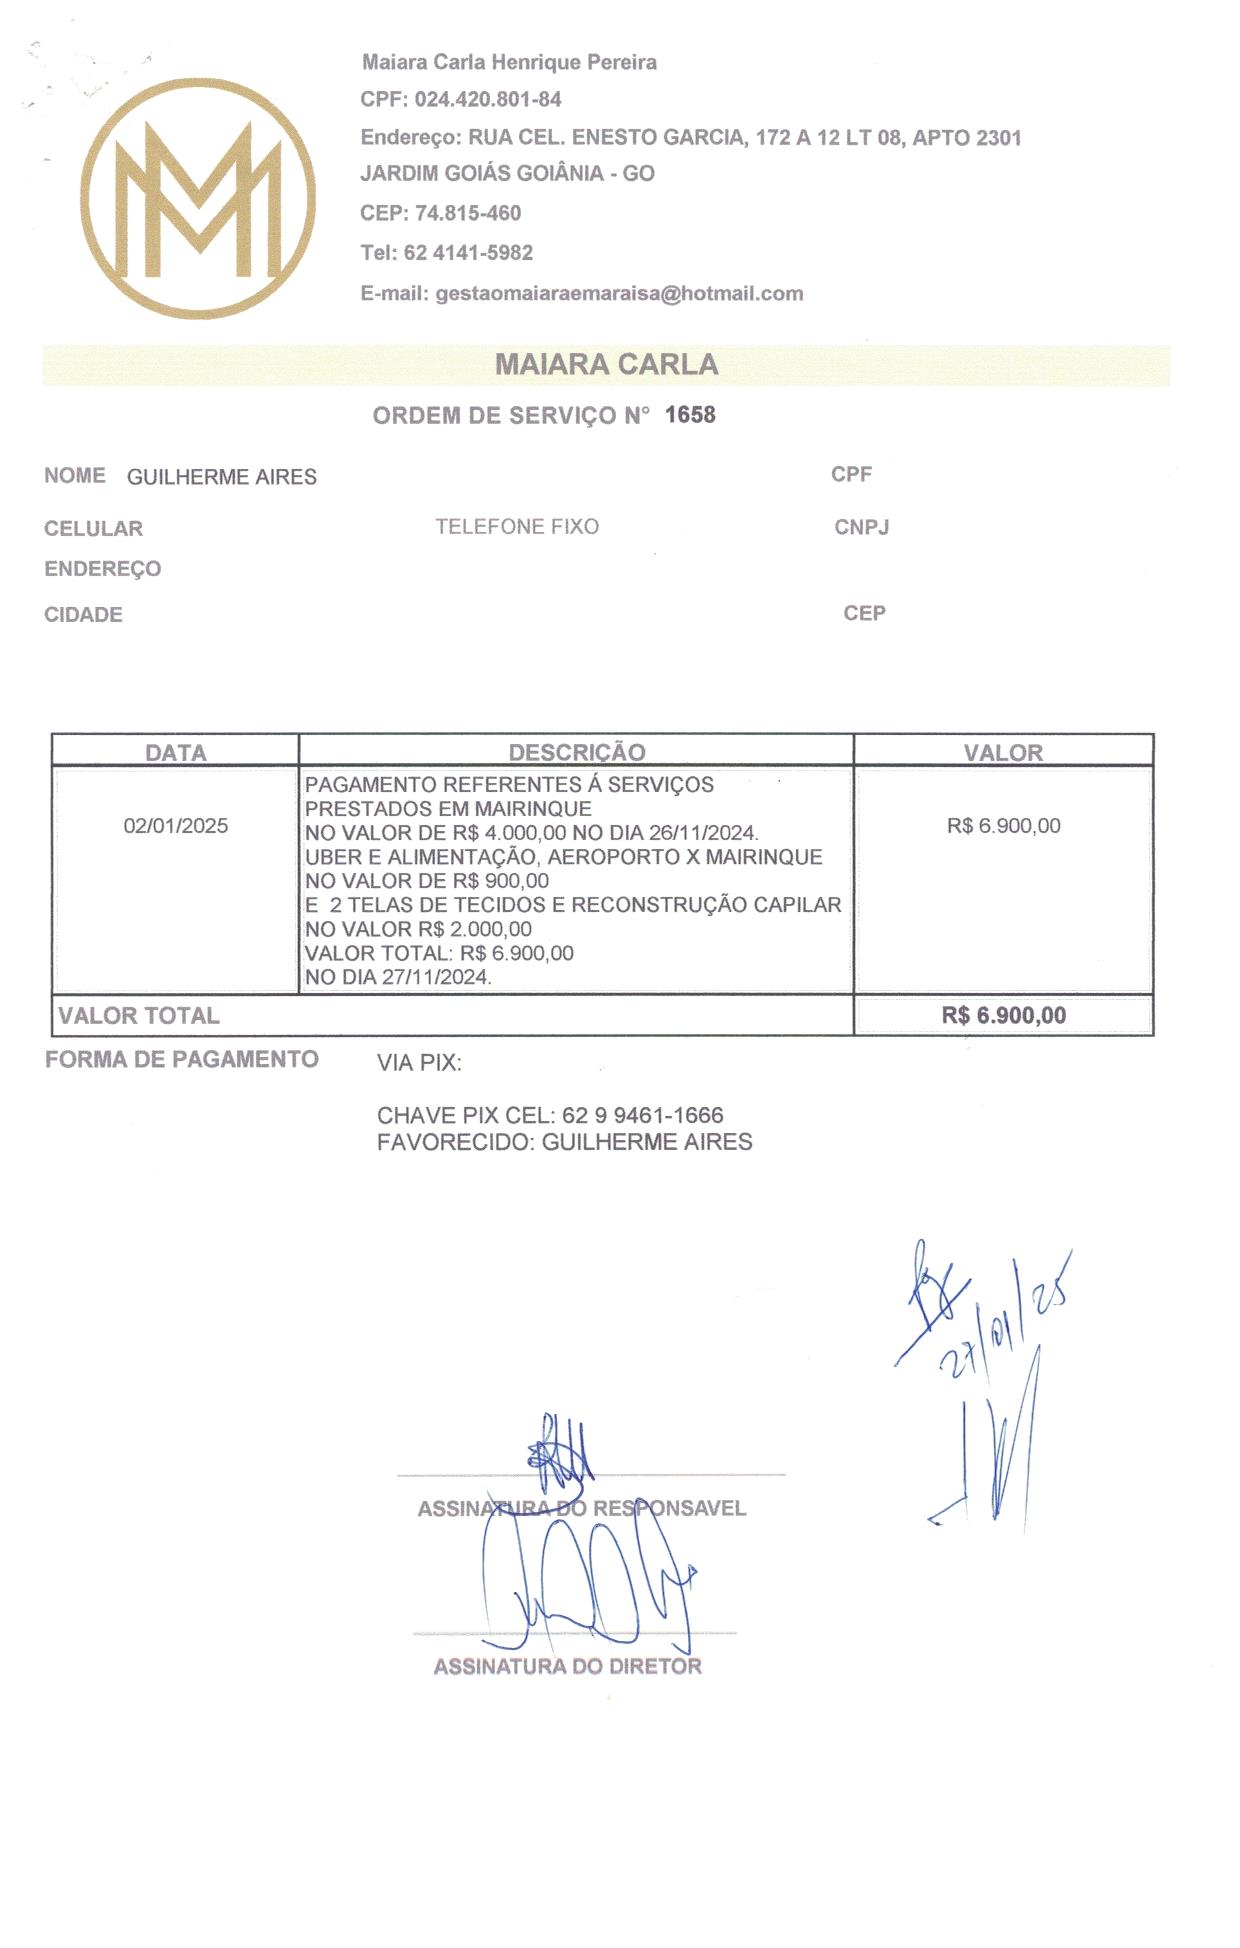 Maiara Carla Henrique Pereira
CPF: 024.420.801-84
Endereço: RUA CEL. ENESTO GARCIA, 172 A 12 LT 08, APTO 2301
JARDIM GOIÁS GOIÂNIA - GO
CEP: 74.815-460
Tel: 62 4141-5982
E-mail: gestaomaiaraemaraisa@hotmail.com
MAIARA CARLA
ORDEM DE SERVIÇO N° 1658
NOME GUILHERME AIRES CPF
CELULAR TELEFONE FIXO CNPJ
ENDEREÇO
CIDADE CEP
DATA DESCRIÇÃO VALOR
PAGAMENTO REFERENTES Á SERVIÇOS
PRESTADOS EM MAIRINQUE
02/01/2025 R$ 6.900,00
NO VALOR DE R$ 4.000,00 NO DIA 26/11/2024.
UBER E ALIMENTAÇÃO, AEROPORTO X MAIRINQUE
NO VALOR DE R$ 900,00
E 2 TELAS DE TECIDOS E RECONSTRUÇÃO CAPILAR
NO VALOR R$ 2.000,00
VALOR TOTAL: R$ 6.900,00
NO DIA 27/11/2024.
VALOR TOTAL R$ 6.900,00
FORMA DE PAGAMENTO VIA PIX:
CHAVE PIX CEL: 62 9 9461-1666
FAVORECIDO: GUILHERME AIRES
27/01/25
ASSINATURA DO RESPONSAVEL
ASSINATURA DO DIRETOR